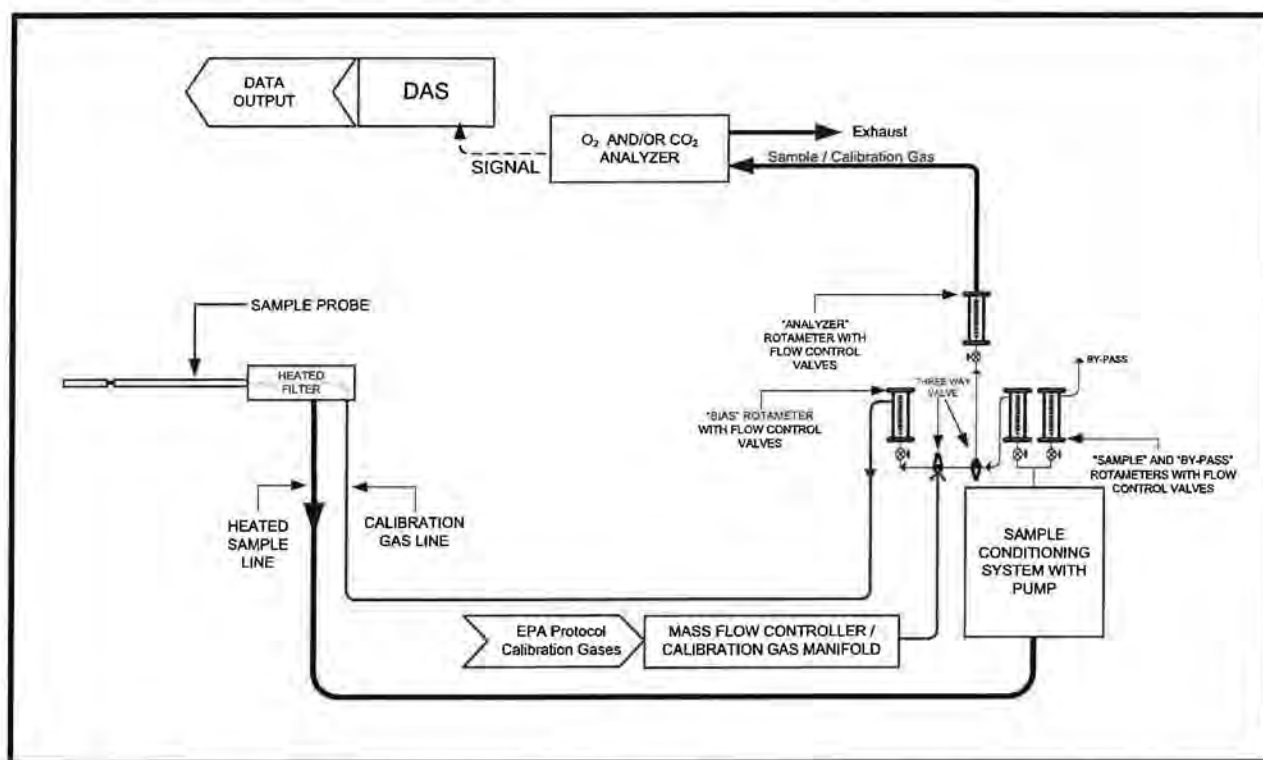 DATA
OUTPUT
DAS
O₂ AND/OR CO₂
ANALYZER
Exhaust
Sample / Calibration Gas
SIGNAL
SAMPLE PROBE
HEATED
FILTER
"ANALYZER"
ROTAMETER WITH
FLOW CONTROL
VALVES
THREE WAY
VALVE
BY-PASS
"BIAS" ROTAMETER
WITH FLOW CONTROL
VALVES
"SAMPLE" AND "BY-PASS"
ROTAMETERS WITH FLOW
CONTROL VALVES
HEATED
SAMPLE
LINE
CALIBRATION
GAS LINE
SAMPLE
CONDITIONING
SYSTEM WITH
PUMP
EPA Protocol
Calibration Gases
MASS FLOW CONTROLLER /
CALIBRATION GAS MANIFOLD